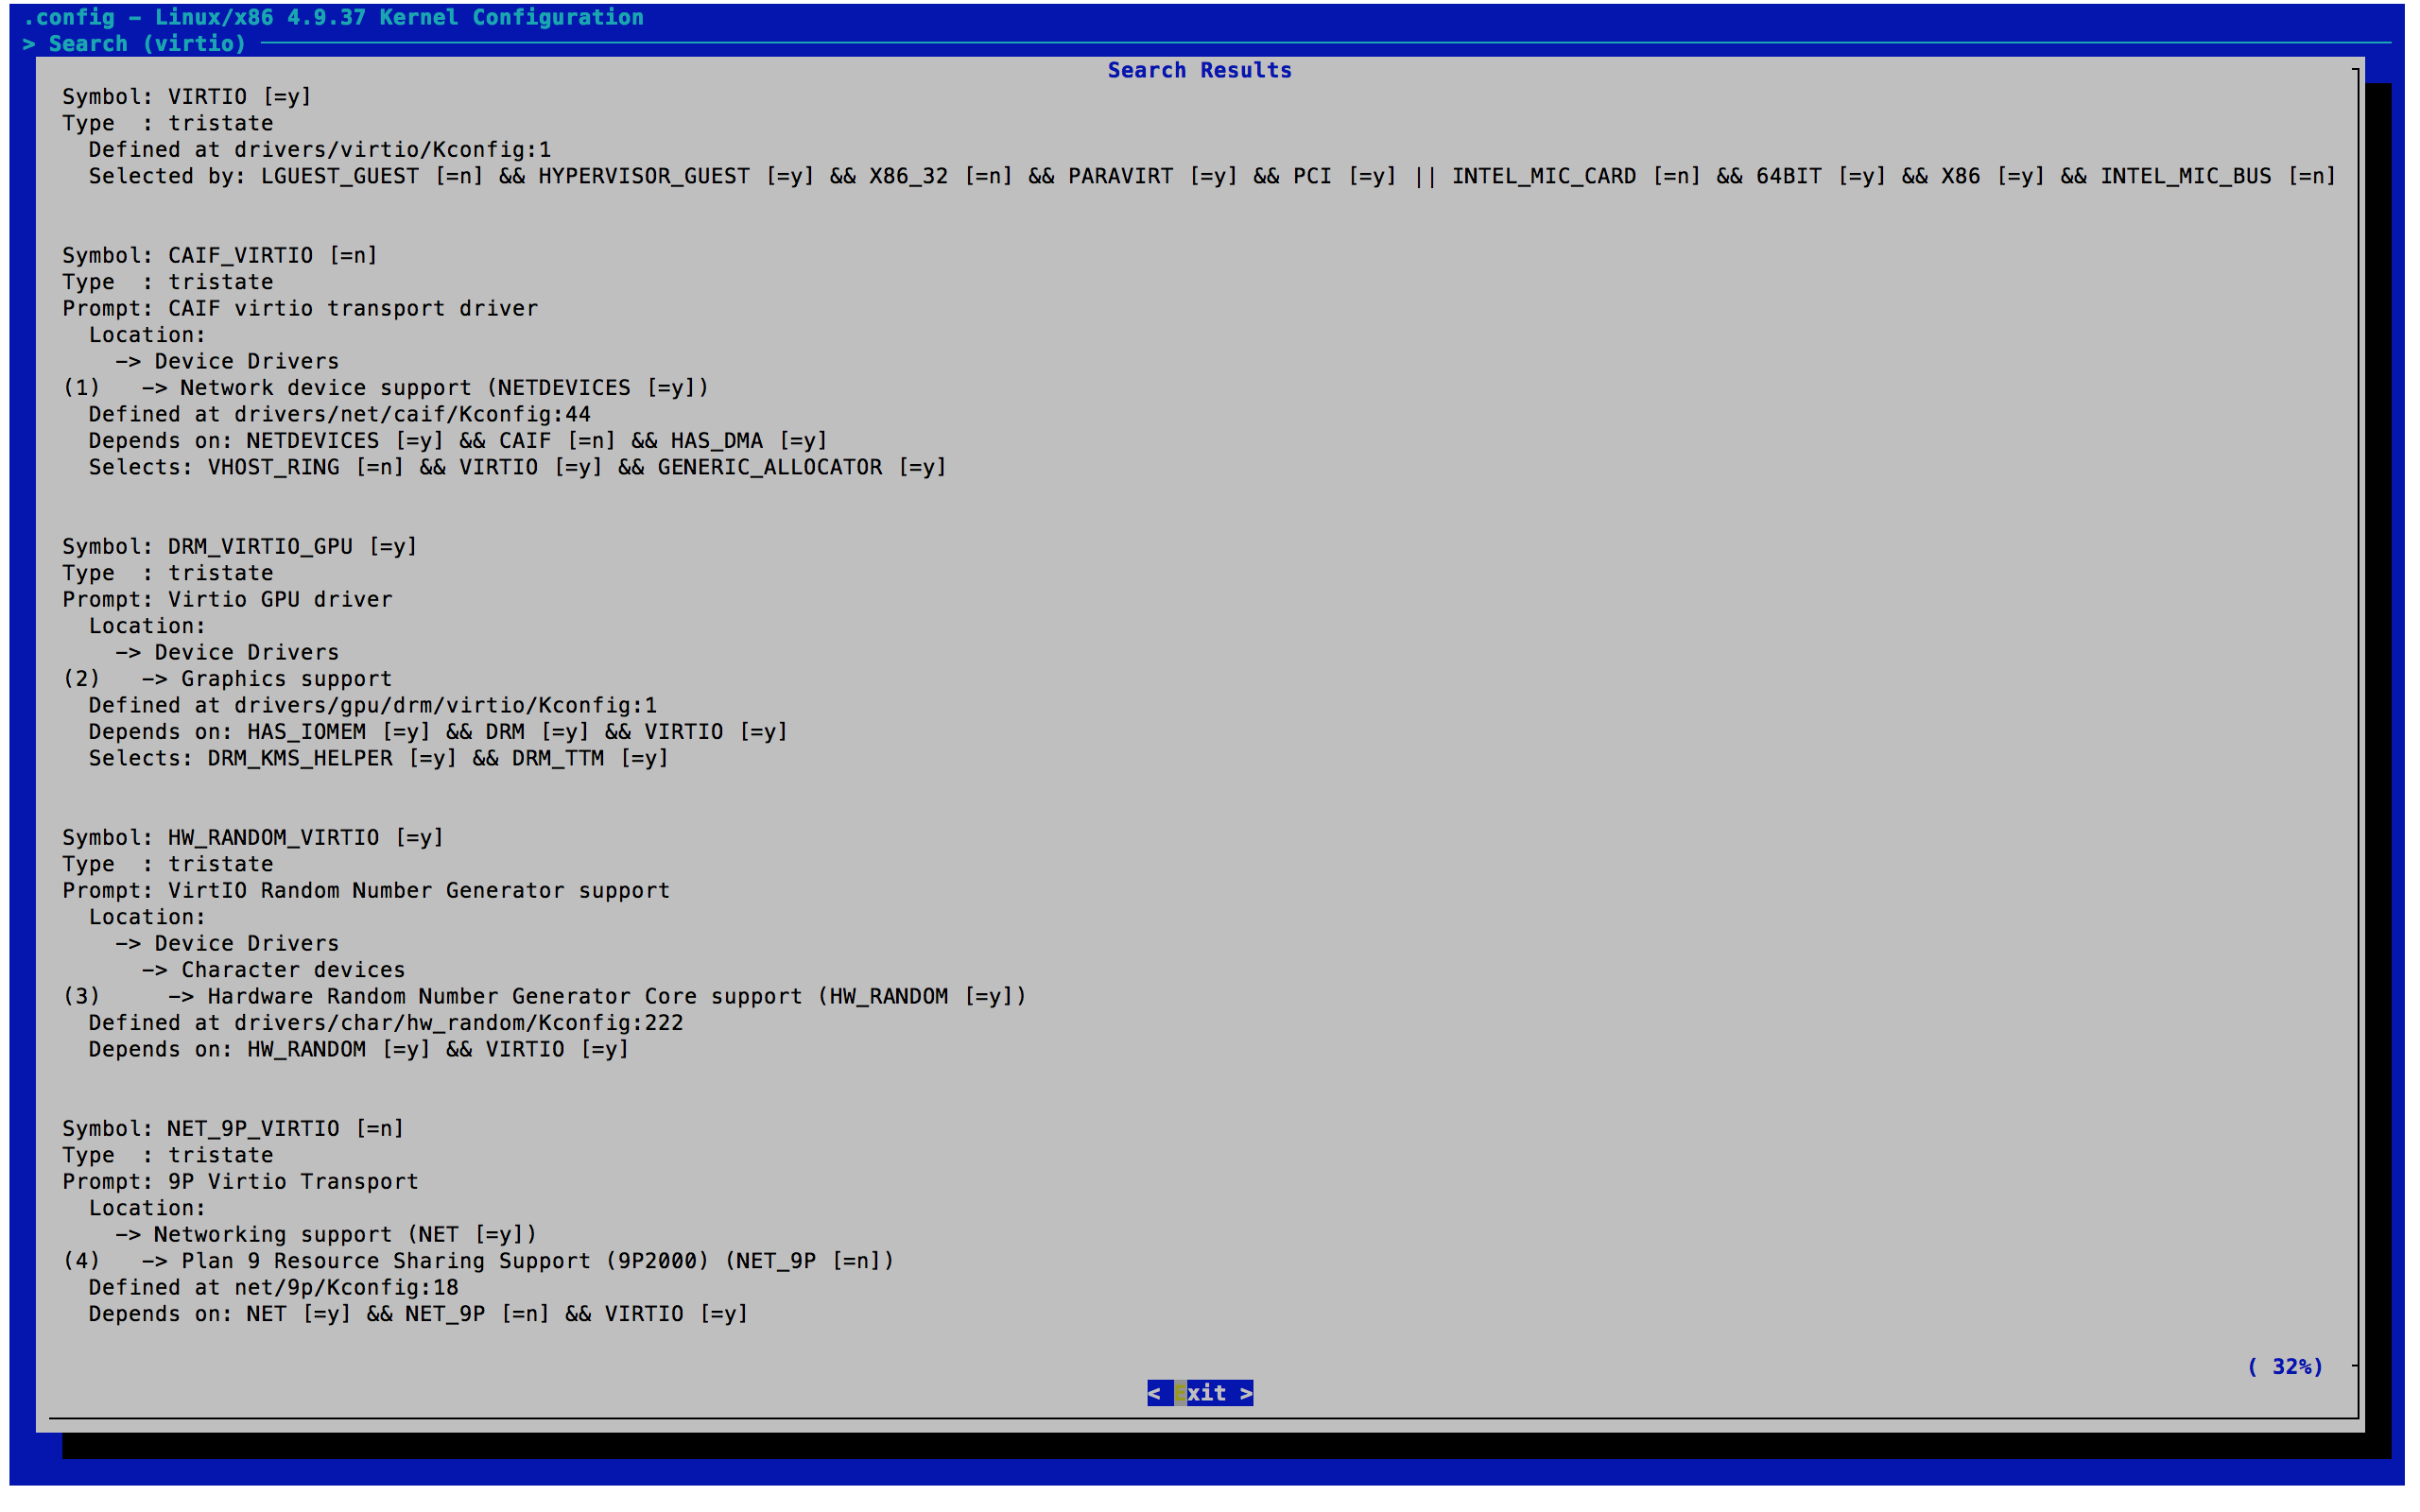 .config - Linux/x86 4.9.37 Kernel Configuration
> Search (virtio)
Search Results
Symbol: VIRTIO [=y]
Type  : tristate
  Defined at drivers/virtio/Kconfig:1
  Selected by: LGUEST_GUEST [=n] && HYPERVISOR_GUEST [=y] && X86_32 [=n] && PARAVIRT [=y] && PCI [=y] || INTEL_MIC_CARD [=n] && 64BIT [=y] && X86 [=y] && INTEL_MIC_BUS [=n]
Symbol: CAIF_VIRTIO [=n]
Type  : tristate
Prompt: CAIF virtio transport driver
  Location:
    -> Device Drivers
(1)   -> Network device support (NETDEVICES [=y])
  Defined at drivers/net/caif/Kconfig:44
  Depends on: NETDEVICES [=y] && CAIF [=n] && HAS_DMA [=y]
  Selects: VHOST_RING [=n] && VIRTIO [=y] && GENERIC_ALLOCATOR [=y]
Symbol: DRM_VIRTIO_GPU [=y]
Type  : tristate
Prompt: Virtio GPU driver
  Location:
    -> Device Drivers
(2)   -> Graphics support
  Defined at drivers/gpu/drm/virtio/Kconfig:1
  Depends on: HAS_IOMEM [=y] && DRM [=y] && VIRTIO [=y]
  Selects: DRM_KMS_HELPER [=y] && DRM_TTM [=y]
Symbol: HW_RANDOM_VIRTIO [=y]
Type  : tristate
Prompt: VirtIO Random Number Generator support
  Location:
    -> Device Drivers
      -> Character devices
(3)     -> Hardware Random Number Generator Core support (HW_RANDOM [=y])
  Defined at drivers/char/hw_random/Kconfig:222
  Depends on: HW_RANDOM [=y] && VIRTIO [=y]
Symbol: NET_9P_VIRTIO [=n]
Type  : tristate
Prompt: 9P Virtio Transport
  Location:
    -> Networking support (NET [=y])
(4)   -> Plan 9 Resource Sharing Support (9P2000) (NET_9P [=n])
  Defined at net/9p/Kconfig:18
  Depends on: NET [=y] && NET_9P [=n] && VIRTIO [=y]
( 32%)
< Exit >